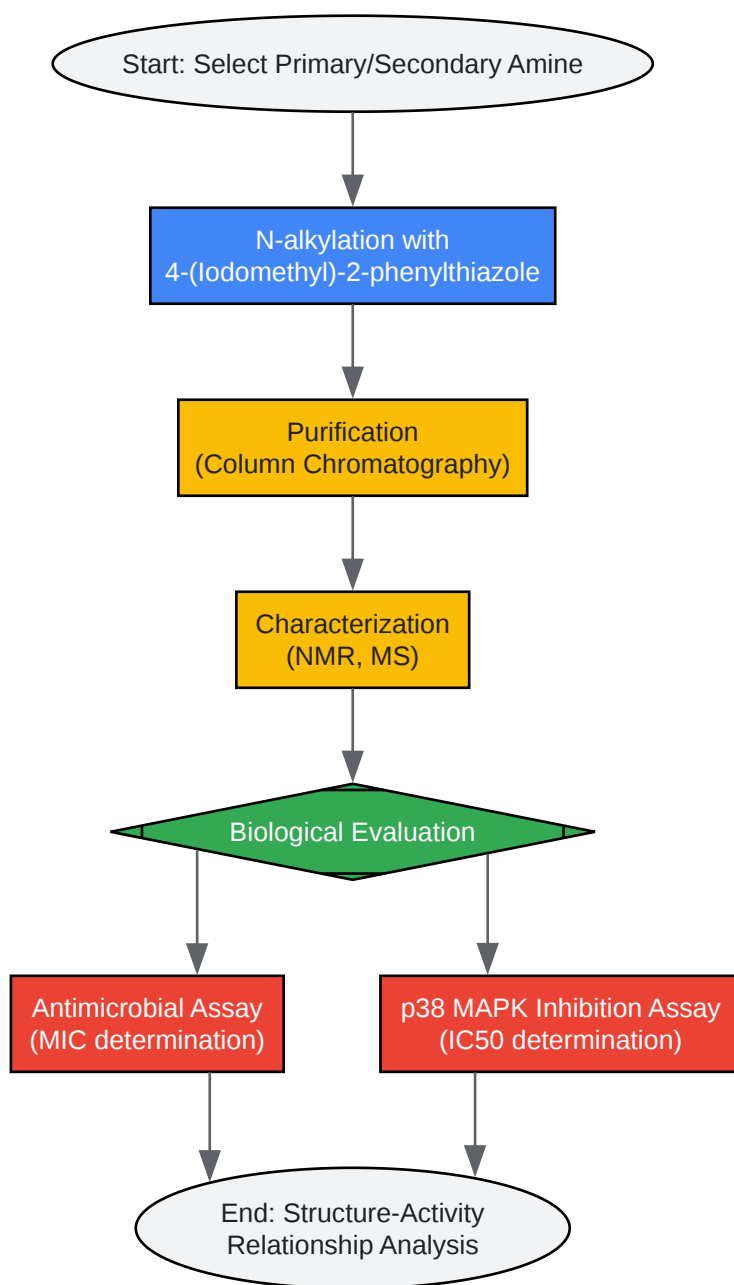 Start: Select Primary/Secondary Amine
N-alkylation with
4-(Iodomethyl)-2-phenylthiazole
Purification
(Column Chromatography)
Characterization
(NMR, MS)
Biological Evaluation
Antimicrobial Assay
(MIC determination)
p38 MAPK Inhibition Assay
(IC50 determination)
End: Structure-Activity
Relationship Analysis